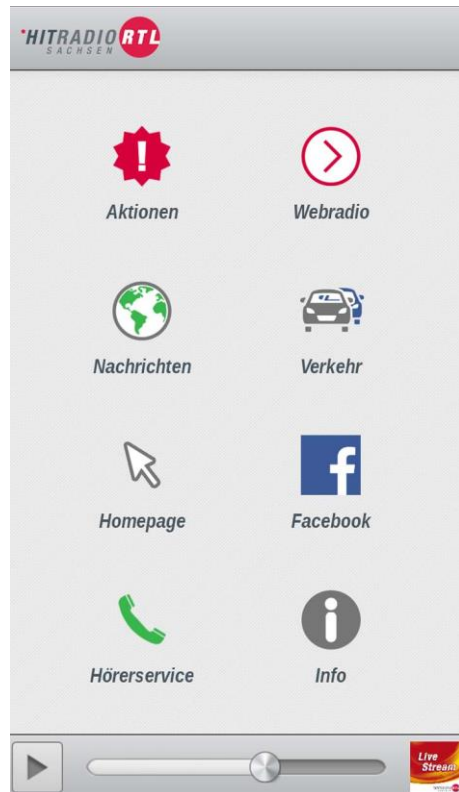 HITRADIO RTL
SACHSEN
!
Aktionen
Webradio
Nachrichten
Verkehr
Homepage
Facebook
Hörerservice
Info
Live
Stream